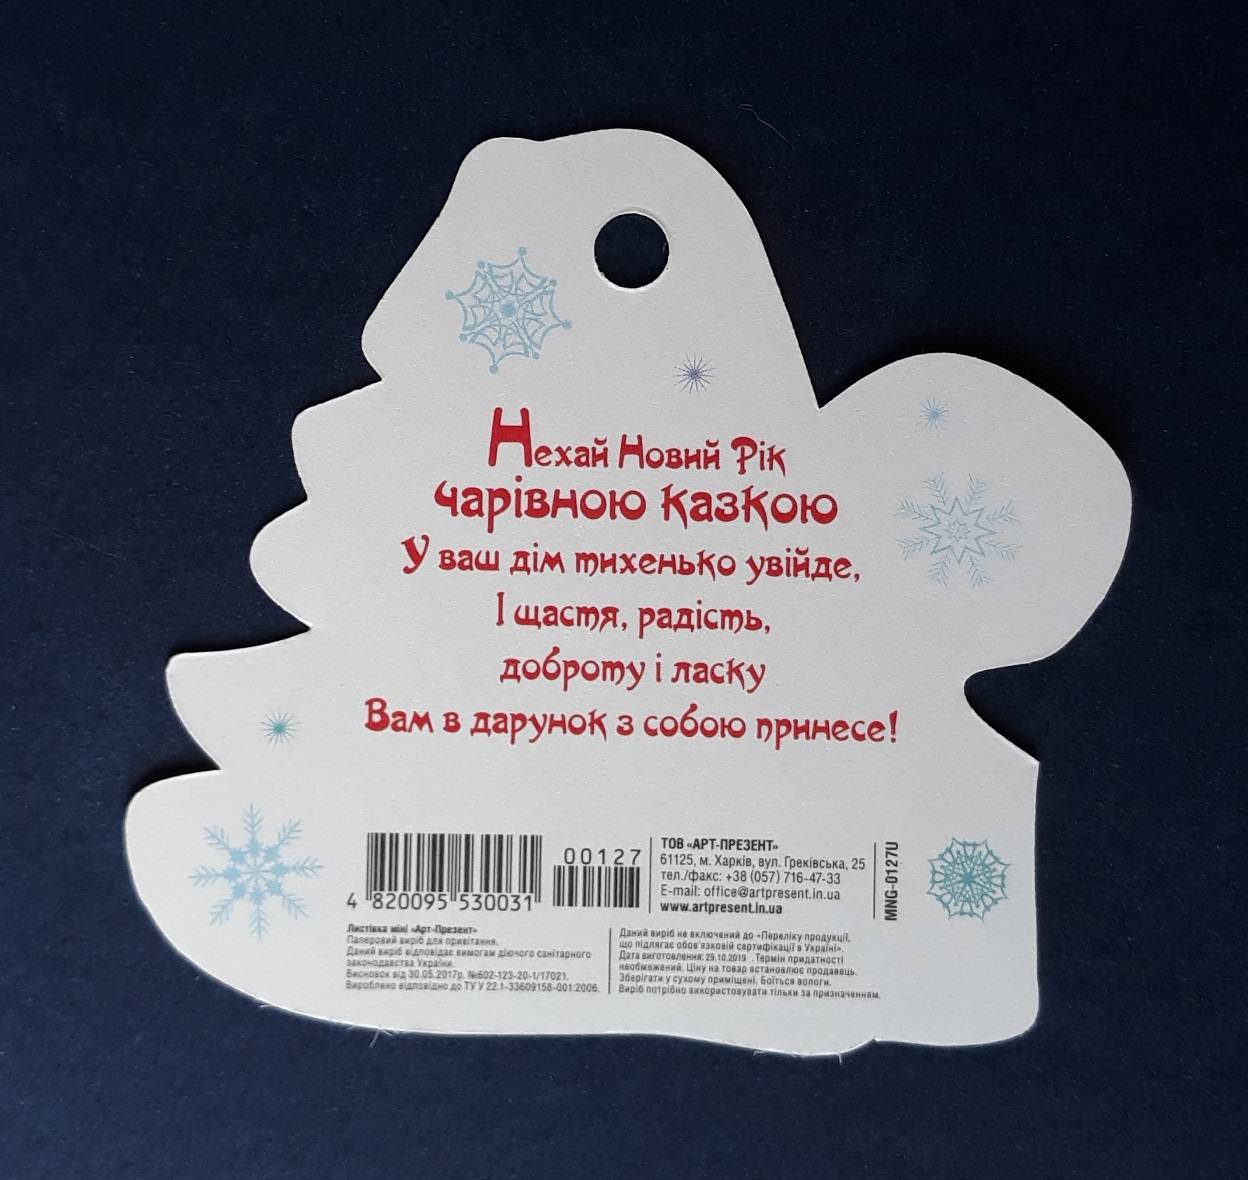 Нехай Новий Рік
чарівною казкою
У ваш дім тихенько увійде,
І щастя, радість,
доброту і ласку
Вам в дарунок з собою принесе!
4 820095 530031
00127
ТОВ «АРТ-ПРЕЗЕНТ»
61125, м. Харків, вул. Греківська, 25
тел./факс: +38 (057) 716-47-33
E-mail: office@artpresent.in.ua
www.artpresent.in.ua
MNG-0127U
Листівка міні «Арт-Презент»
Паперовий виріб для привітання.
Даний виріб відповідає вимогам діючого санітарного
законодавства України.
Висновок від 30.05.2017р. №602-123-20-1/17021.
Вироблено відповідно до ТУ У 22.1-33609158-001:2006.
Даний виріб не включений до «Переліку продукції,
що підлягає обов'язковій сертифікації в Україні».
Дата виготовлення: 29.10.2019 . Термін придатності
необмежений. Ціну на товар встановлює продавець.
Зберігати у сухому приміщені. Боїться вологи.
Виріб потрібно використовувати тільки за призначенням.